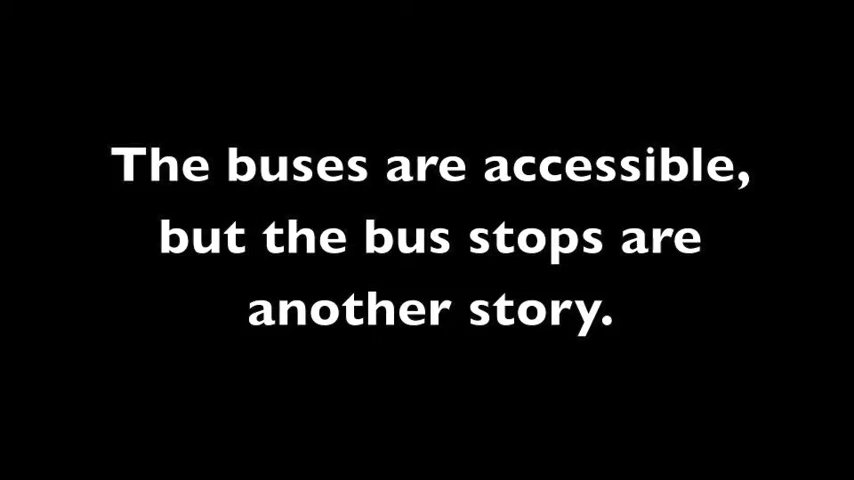 The buses are accessible,
but the bus stops are
another story.